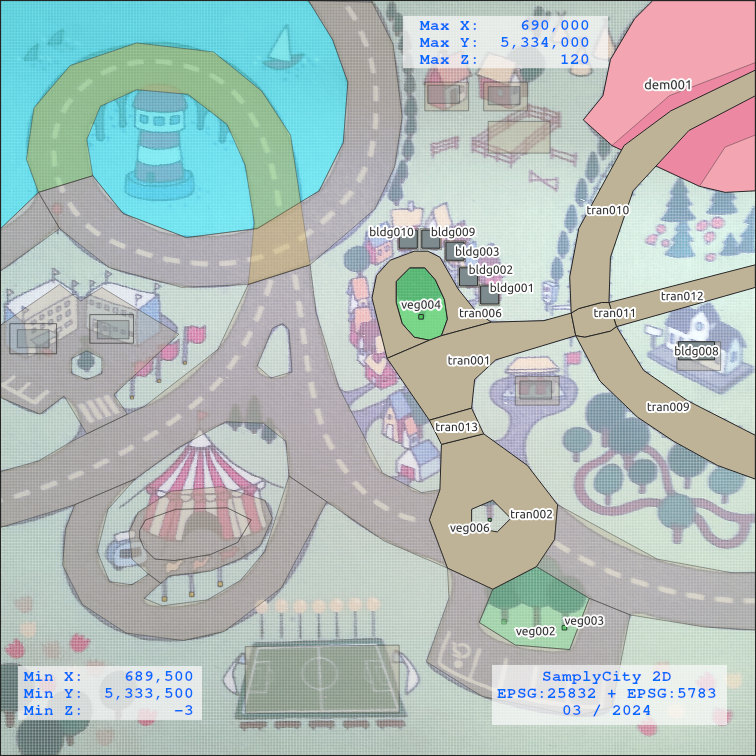 Max X: 690,000
Max Y: 5,334,000
Max Z: 120
dem001
tran010
bldg010
bldg009
bldg003
bldg002
bldg001
veg004
tran006
tran012
tran011
tran001
bldg008
tran009
tran013
tran002
veg006
veg003
veg002
Min X: 689,500
Min Y: 5,333,500
Min Z: −3
SamplyCity 2D
EPSG:25832 + EPSG:5783
03 / 2024